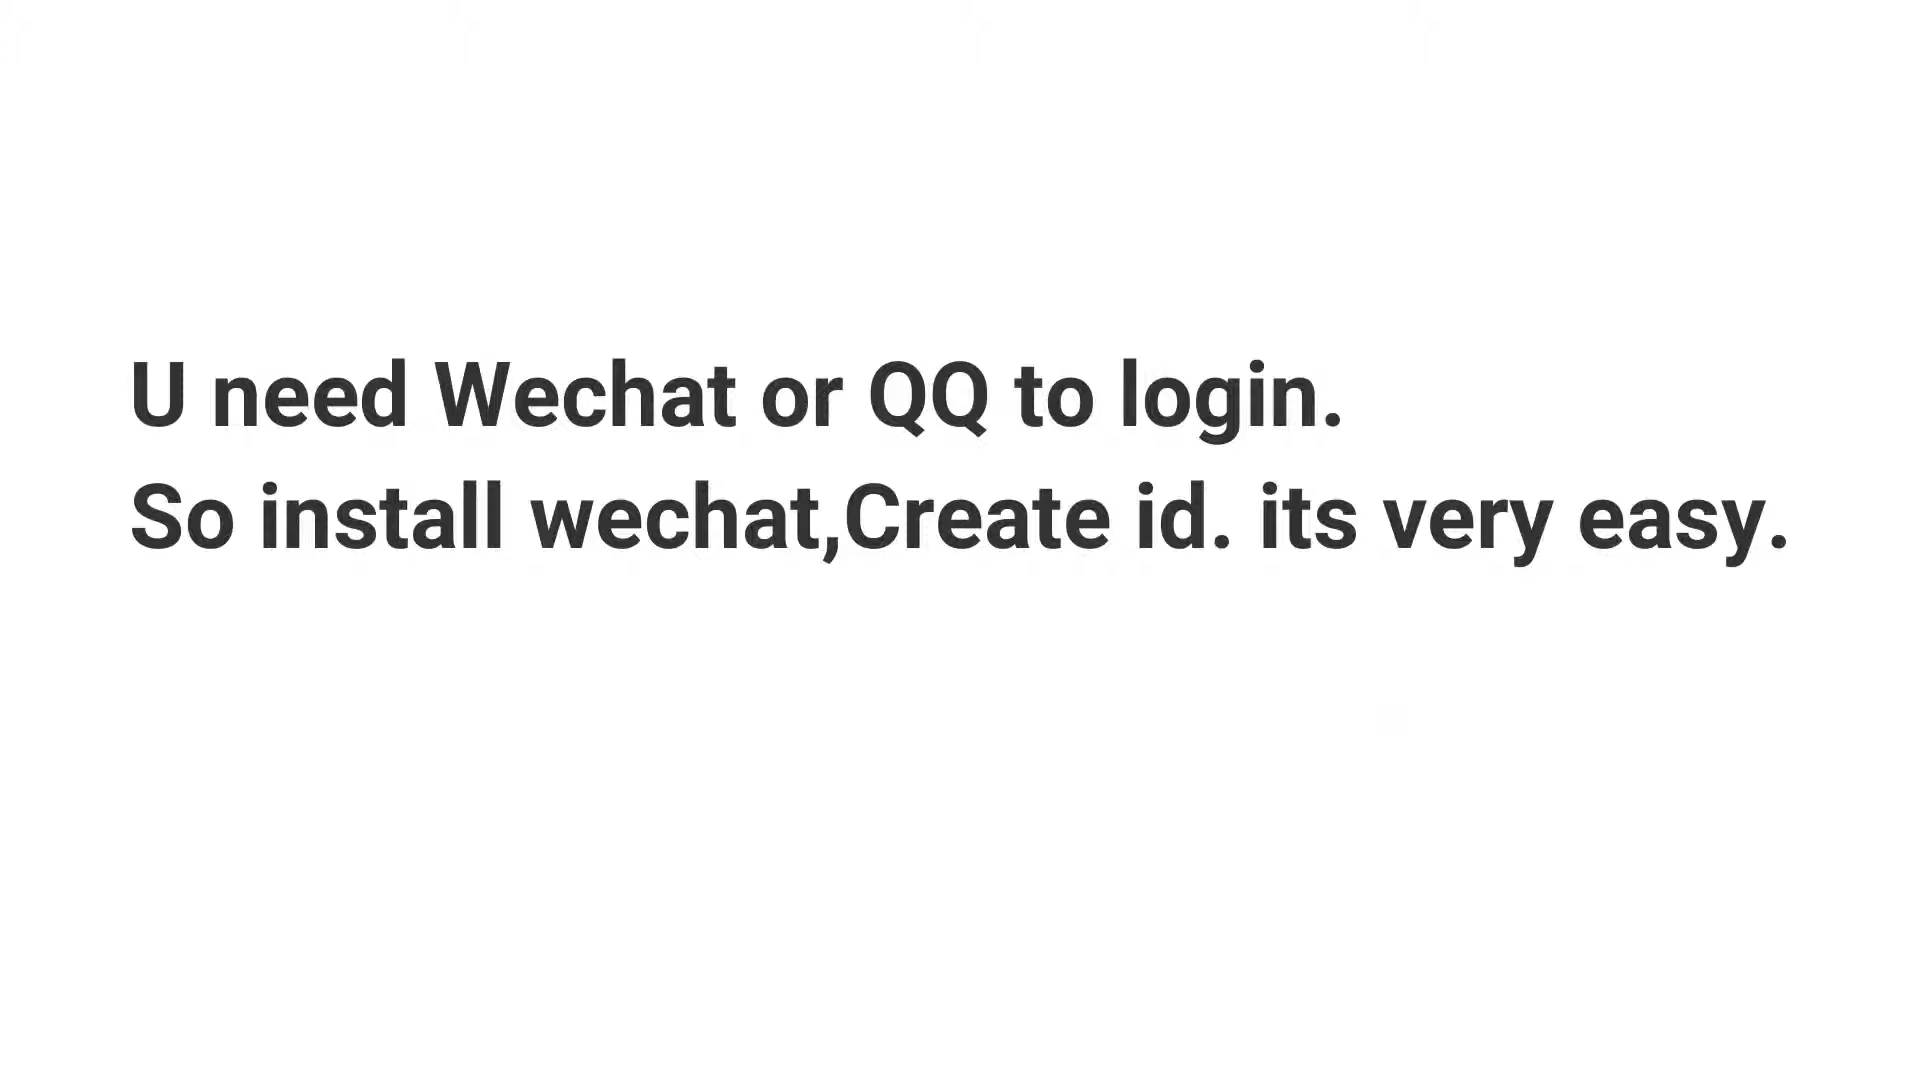 U need Wechat or QQ to login.
So install wechat,Create id. its very easy.